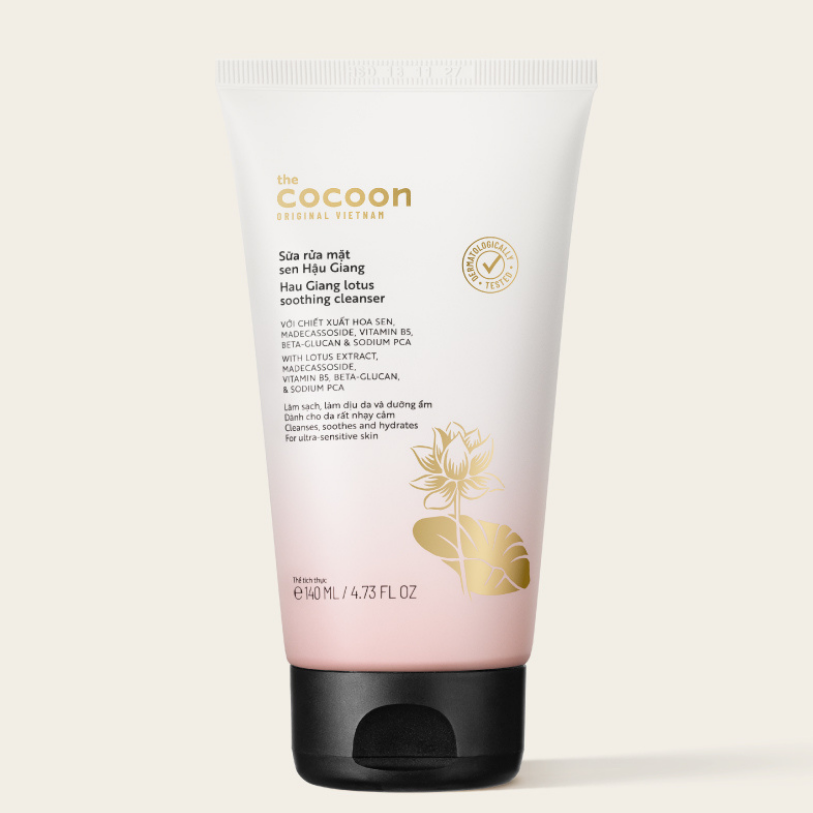 the
cocoon
ORIGINAL VIETNAM
Sữa rửa mặt
sen Hậu Giang
Hau Giang lotus
soothing cleanser
DERMATOLOGICALLY
• TESTED •
VỚI CHIẾT XUẤT HOA SEN,
MADECASSOSIDE, VITAMIN B5,
BETA-GLUCAN & SODIUM PCA
WITH LOTUS EXTRACT,
MADECASSOSIDE,
VITAMIN B5, BETA-GLUCAN,
& SODIUM PCA
Làm sạch, làm dịu da và dưỡng ẩm
Dành cho da rất nhạy cảm
Cleanses, soothes and hydrates
For ultra-sensitive skin
Thể tích thực
℮ 140 ML / 4.73 FL OZ